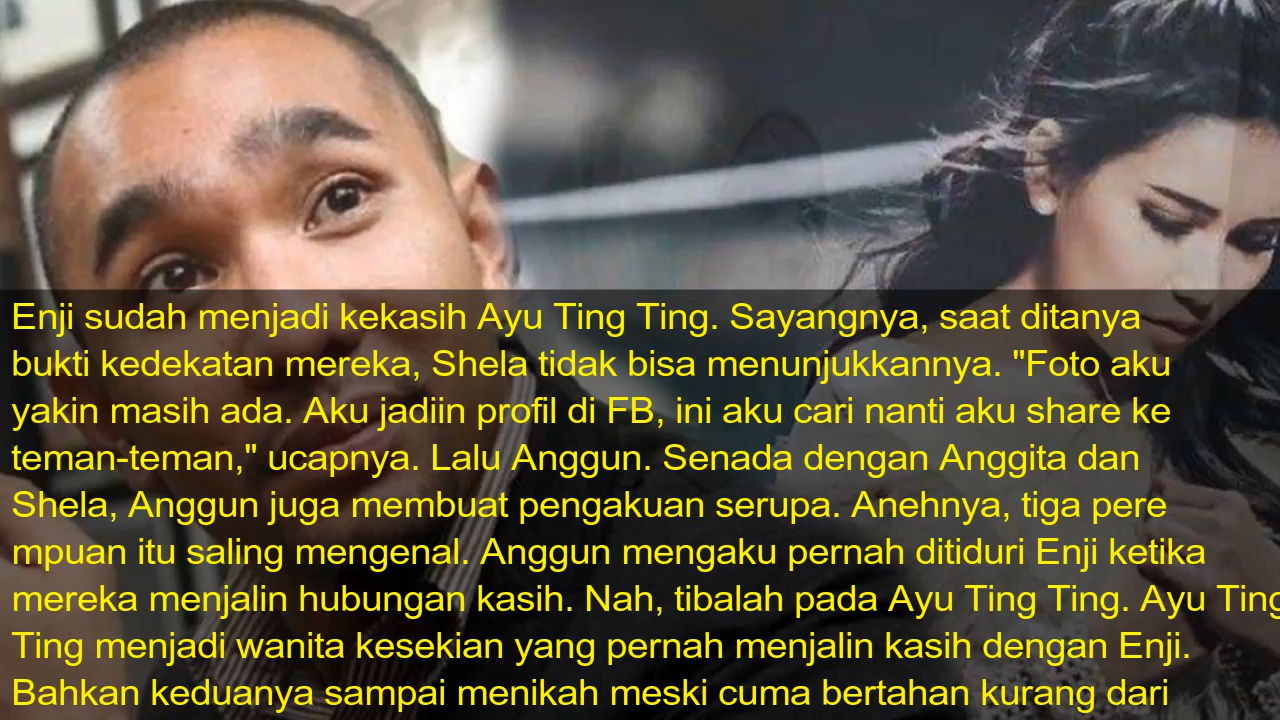 Enji sudah menjadi kekasih Ayu Ting Ting. Sayangnya, saat ditanya
bukti kedekatan mereka, Shela tidak bisa menunjukkannya. "Foto aku
yakin masih ada. Aku jadiin profil di FB, ini aku cari nanti aku share ke
teman-teman," ucapnya. Lalu Anggun. Senada dengan Anggita dan
Shela, Anggun juga membuat pengakuan serupa. Anehnya, tiga pere
mpuan itu saling mengenal. Anggun mengaku pernah ditiduri Enji ketika
mereka menjalin hubungan kasih. Nah, tibalah pada Ayu Ting Ting. Ayu Ting
Ting menjadi wanita kesekian yang pernah menjalin kasih dengan Enji.
Bahkan keduanya sampai menikah meski cuma bertahan kurang dari